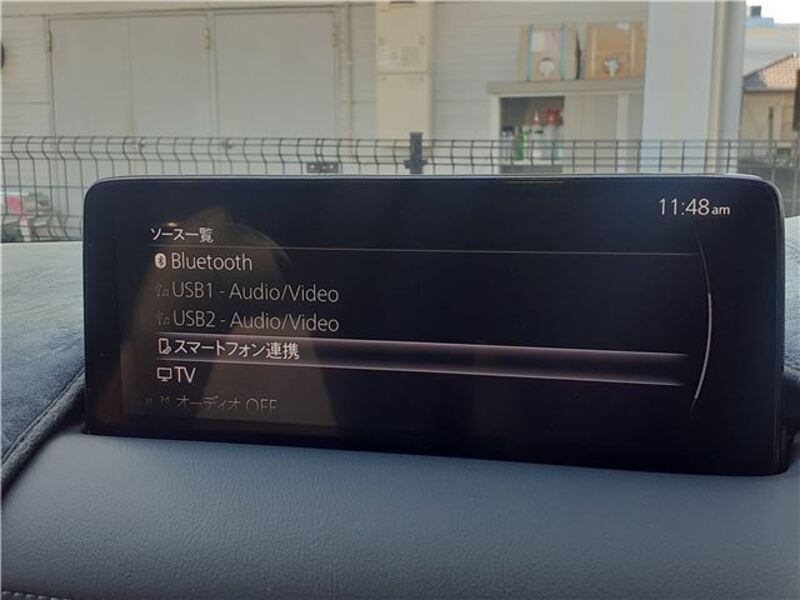 11:48am
ソース一覧
Bluetooth
USB1 - Audio/Video
USB2 - Audio/Video
スマートフォン連携
TV
オーディオ OFF